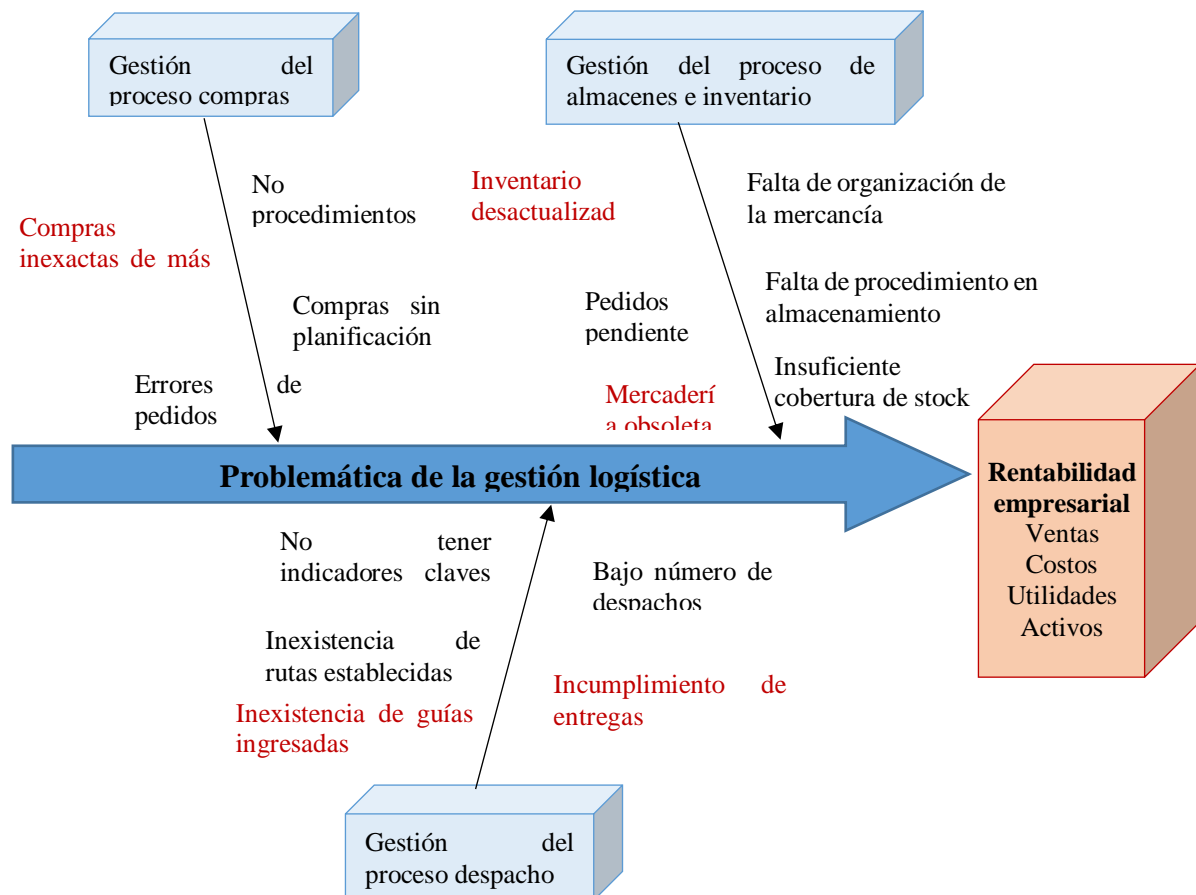 Gestión del
proceso compras
Gestión del proceso de
almacenes e inventario
No
procedimientos
Compras
inexactas de más
Compras sin
planificación
Errores de
pedidos
Inventario
desactualizad
Pedidos
pendiente
Mercaderí
a obsoleta
Falta de organización de
la mercancía
Falta de procedimiento en
almacenamiento
Insuficiente
cobertura de stock
Problemática de la gestión logística
Rentabilidad
empresarial
Ventas
Costos
Utilidades
Activos
No tener
indicadores claves
Inexistencia de
rutas establecidas
Inexistencia de guías
ingresadas
Bajo número de
despachos
Incumplimiento de
entregas
Gestión del
proceso despacho